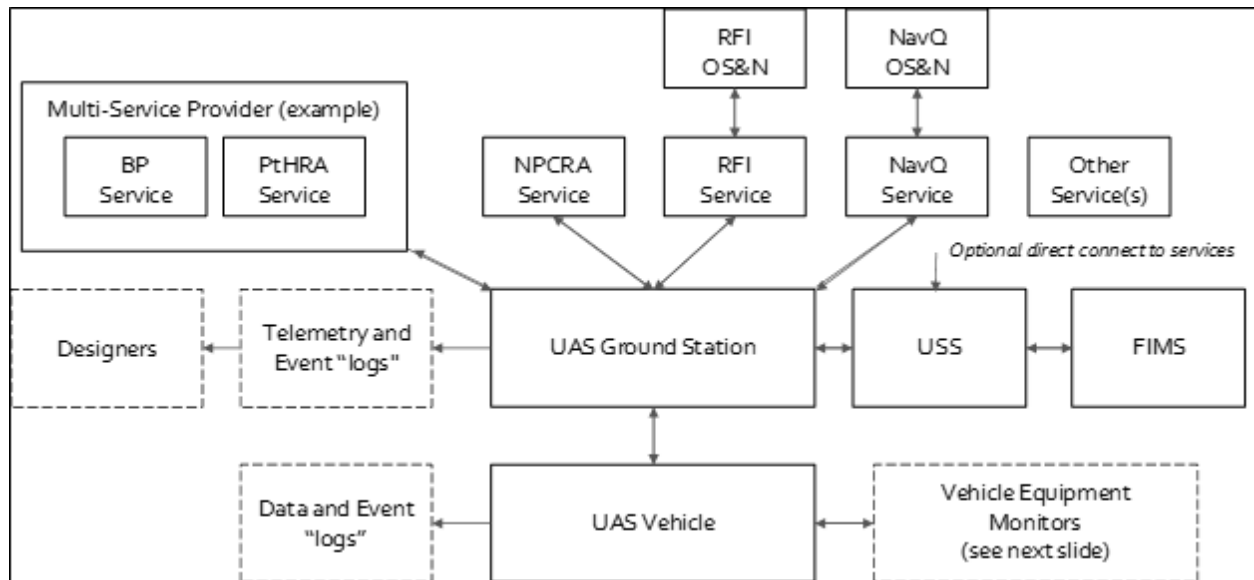 RFI
OS&N
NavQ
OS&N
Multi-Service Provider (example)
BP
Service
PtHRA
Service
NPCRA
Service
RFI
Service
NavQ
Service
Other
Service(s)
Optional direct connect to services
Designers
Telemetry and
Event “logs”
UAS Ground Station
USS
FIMS
Data and Event
“logs”
UAS Vehicle
Vehicle Equipment
Monitors
(see next slide)